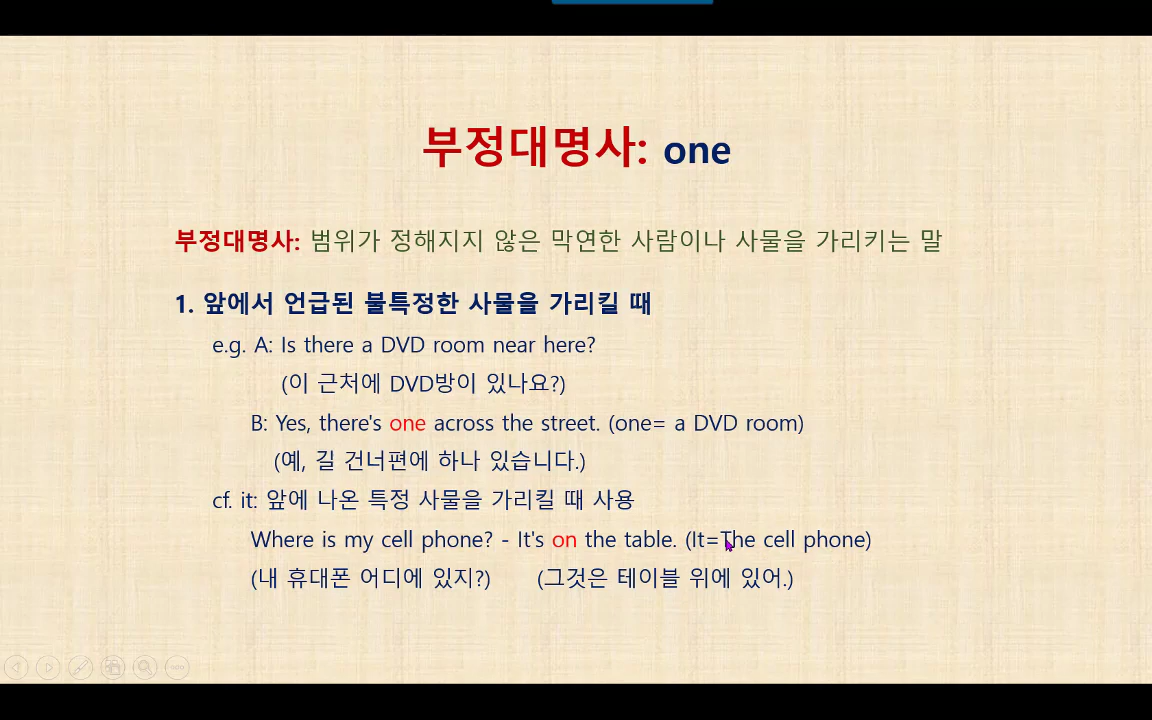 부정대명사: one
부정대명사: 범위가 정해지지 않은 막연한 사람이나 사물을 가리키는 말
1. 앞에서 언급된 불특정한 사물을 가리킬 때
e.g. A: Is there a DVD room near here?
(이 근처에 DVD방이 있나요?)
B: Yes, there's one across the street. (one= a DVD room)
(예, 길 건너편에 하나 있습니다.)
cf. it: 앞에 나온 특정 사물을 가리킬 때 사용
Where is my cell phone? - It's on the table. (It=The cell phone)
(내 휴대폰 어디에 있지?) (그것은 테이블 위에 있어.)